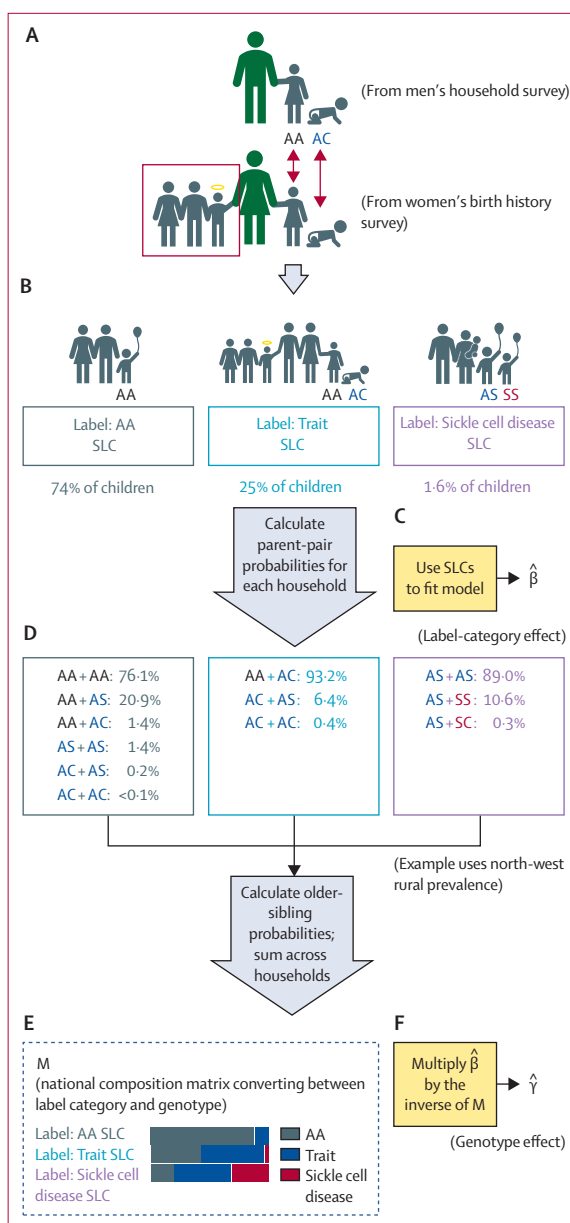 A
(From men's household survey)
AA AC
(From women's birth history
survey)
B
AA
AA AC
AS SS
Label: AA
SLC
Label: Trait
SLC
Label: Sickle cell disease
SLC
74% of children
25% of children
1·6% of children
Calculate
parent-pair
probabilities for
each household
C
Use SLCs
to fit model
β̂
(Label-category effect)
D
AA + AA: 76·1%
AA + AS: 20·9%
AA + AC: 1·4%
AS + AS: 1·4%
AC + AS: 0·2%
AC + AC: <0·1%
AA + AC: 93·2%
AC + AS: 6·4%
AC + AC: 0·4%
AS + AS: 89·0%
AS + SS: 10·6%
AS + SC: 0·3%
(Example uses north-west
rural prevalence)
Calculate older-
sibling
probabilities;
sum across
households
E
M
(national composition matrix converting between
label category and genotype)
Label: AA SLC
Label: Trait SLC
Label: Sickle cell
disease SLC
AA
Trait
Sickle cell
disease
F
Multiply β̂
by the
inverse of M
γ̂
(Genotype effect)